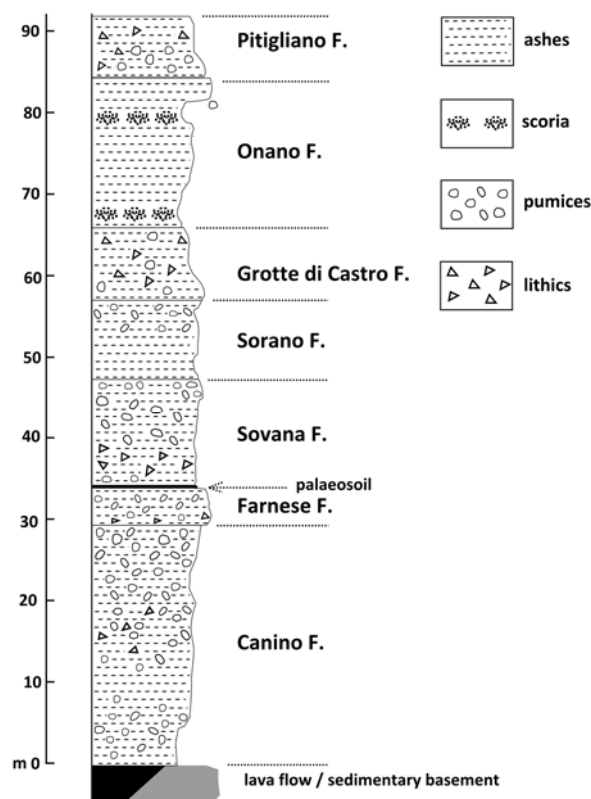 90
80
70
60
50
40
30
20
10
m 0
Pitigliano F.
Onano F.
Grotte di Castro F.
Sorano F.
Sovana F.
palaeosoil
Farnese F.
Canino F.
lava flow / sedimentary basement
ashes
scoria
pumices
lithics